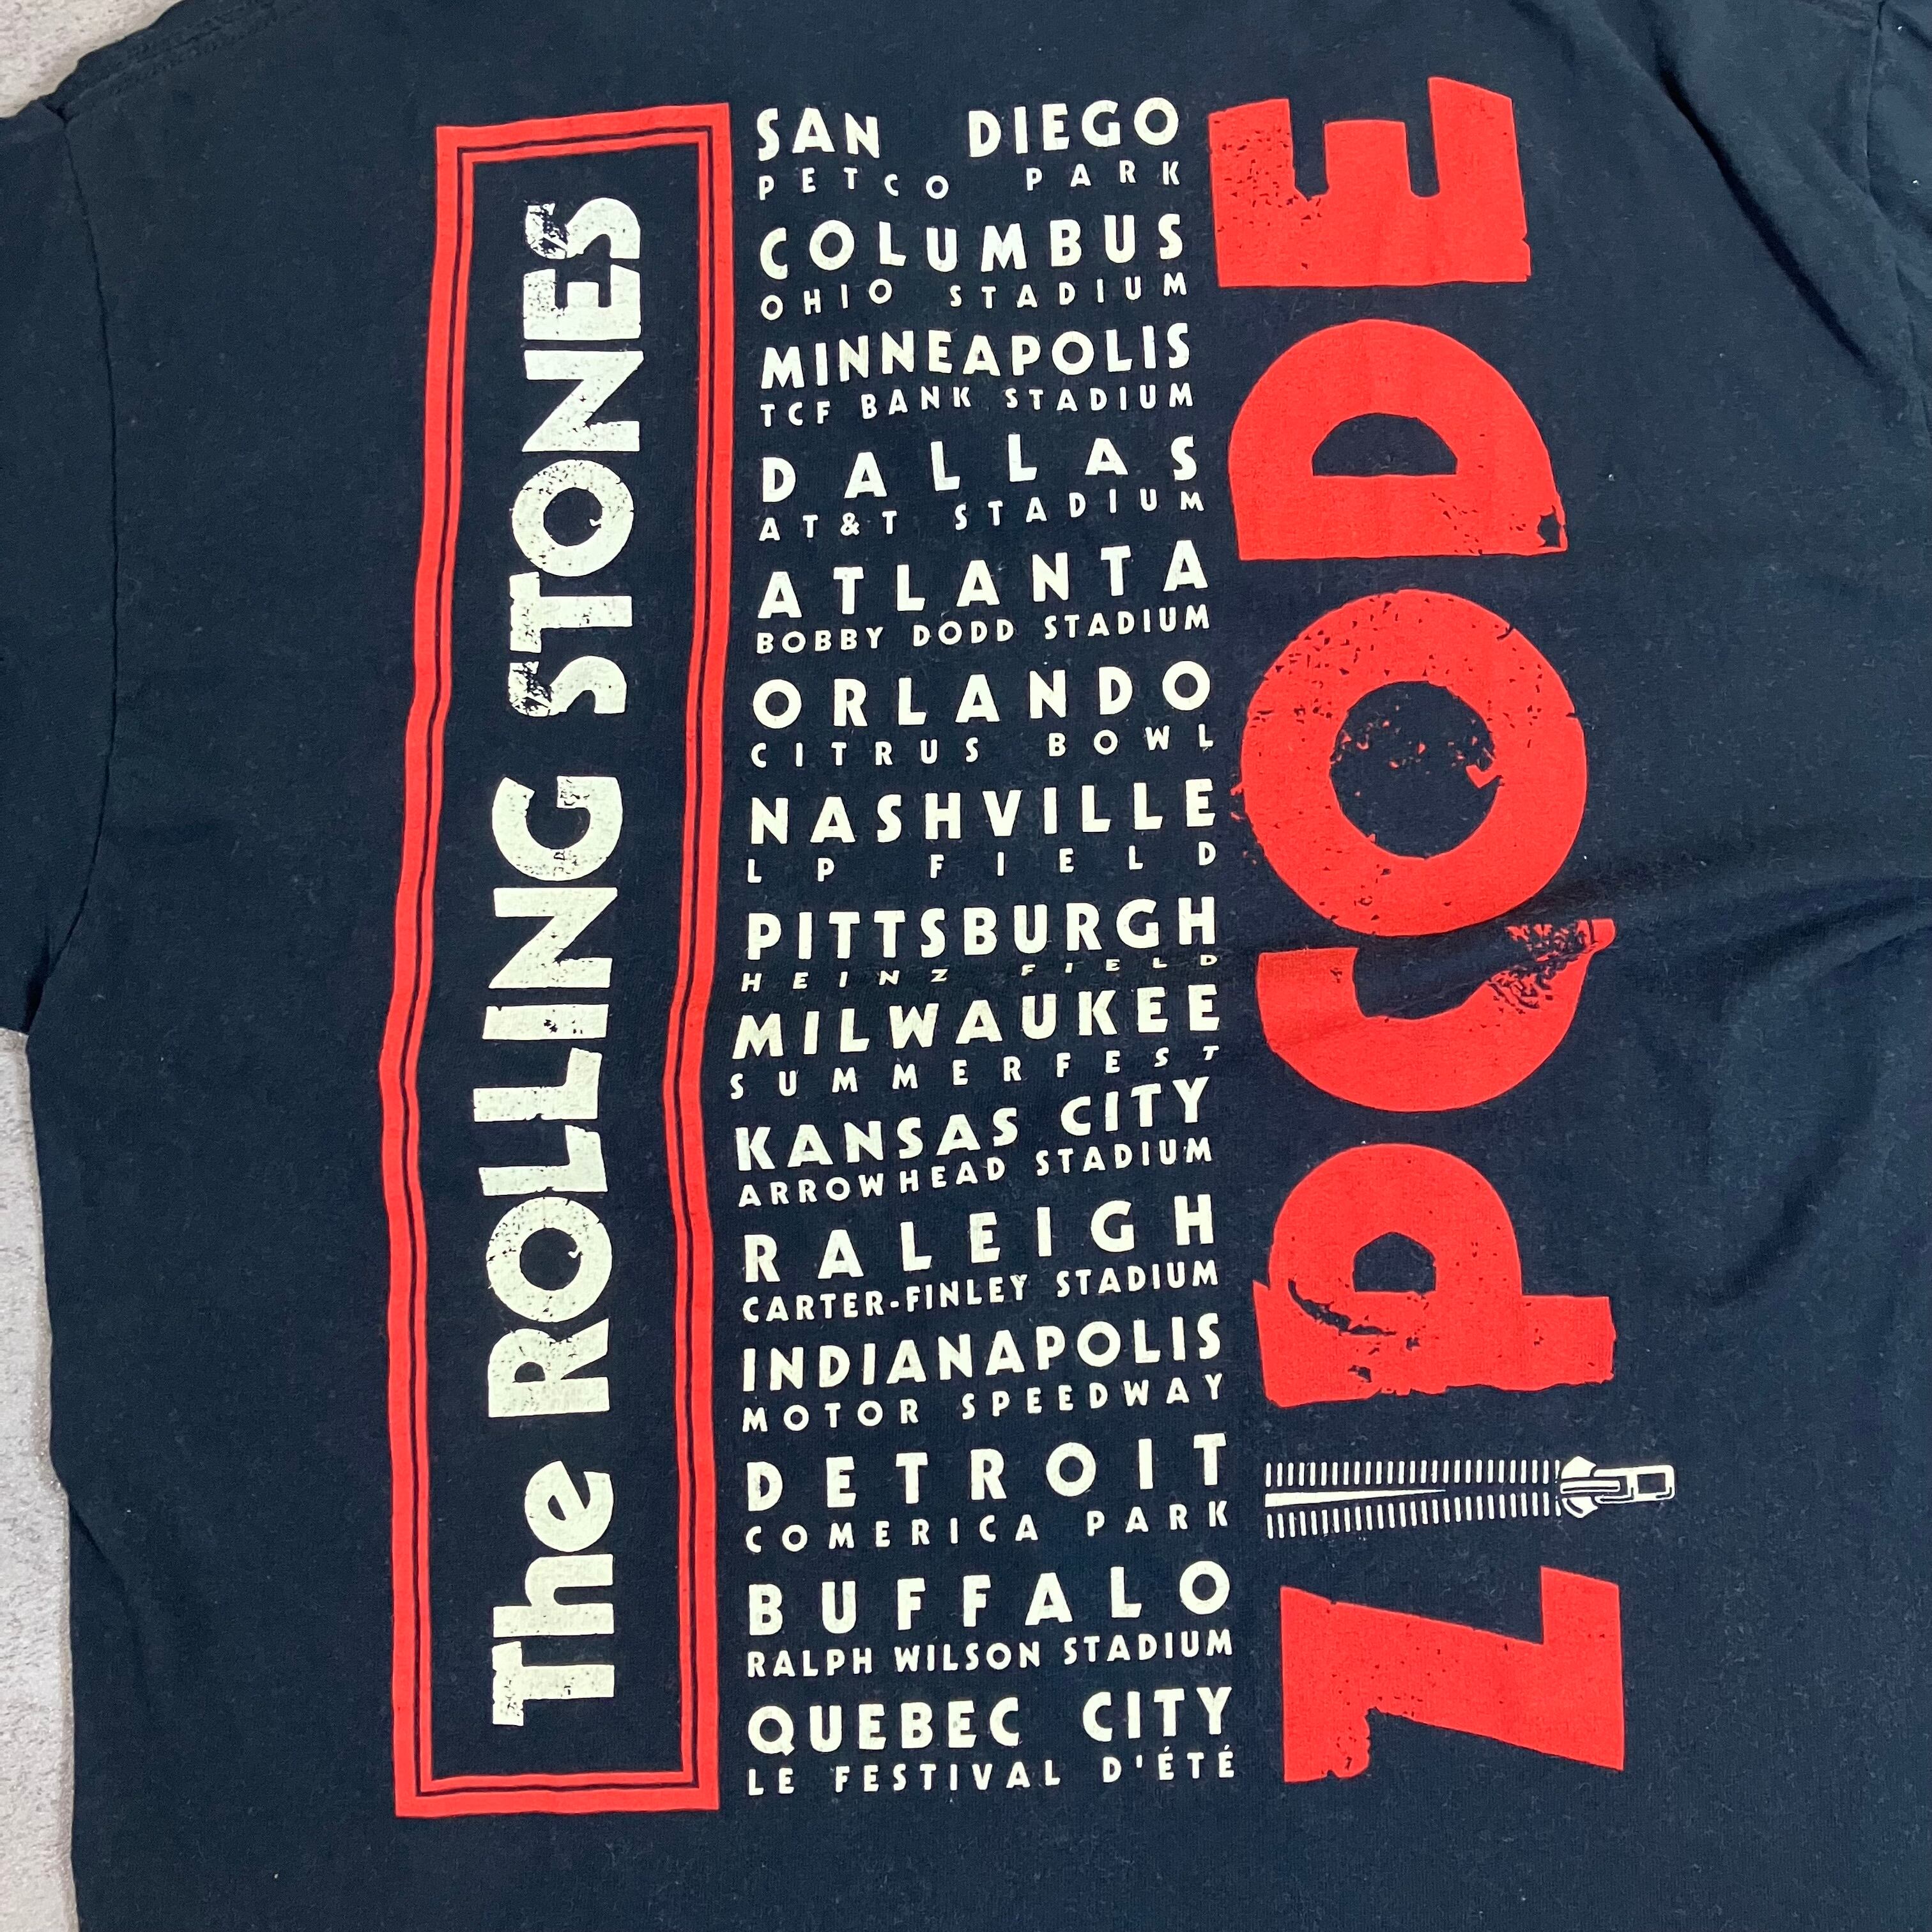 The ROLLING STONES
SAN DIEGO
PETCO PARK
COLUMBUS
OHIO STADIUM
MINNEAPOLIS
TCF BANK STADIUM
DALLAS
AT&T STADIUM
ATLANTA
BOBBY DODD STADIUM
ORLANDO
CITRUS BOWL
NASHVILLE
LP FIELD
PITTSBURGH
HEINZ FIELD
MILWAUKEE
SUMMERFEST
KANSAS CITY
ARROWHEAD STADIUM
RALEIGH
CARTER-FINLEY STADIUM
INDIANAPOLIS
MOTOR SPEEDWAY
DETROIT
COMERICA PARK
BUFFALO
RALPH WILSON STADIUM
QUEBEC CITY
LE FESTIVAL D'ÉTÉ
ZIP CODE